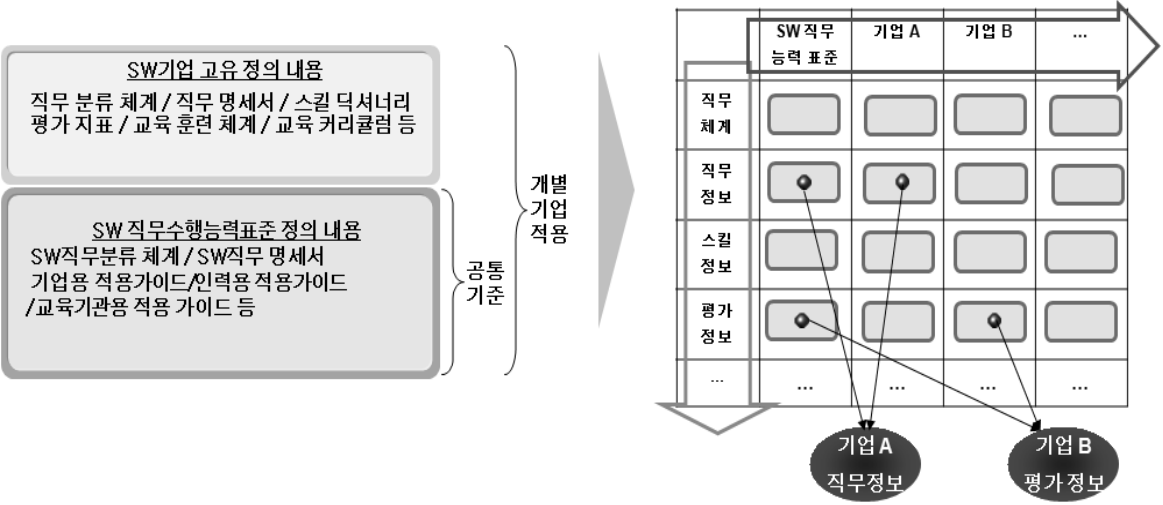 SW기업 고유 정의 내용
직무 분류 체계 / 직무 명세서 / 스킬 딕셔너리
평가 지표 / 교육 훈련 체계 / 교육 커리큘럼 등
SW 직무수행능력표준 정의 내용
SW직무분류 체계 / SW직무 명세서
기업용 적용가이드/인력용 적용가이드
/교육기관용 적용 가이드 등
공통
기준
개별
기업
적용
SW 직무
능력 표준
기업 A
기업 B
...
직무
체계
직무
정보
스킬
정보
평가
정보
...
...
...
...
...
기업 A
직무정보
기업 B
평가 정보